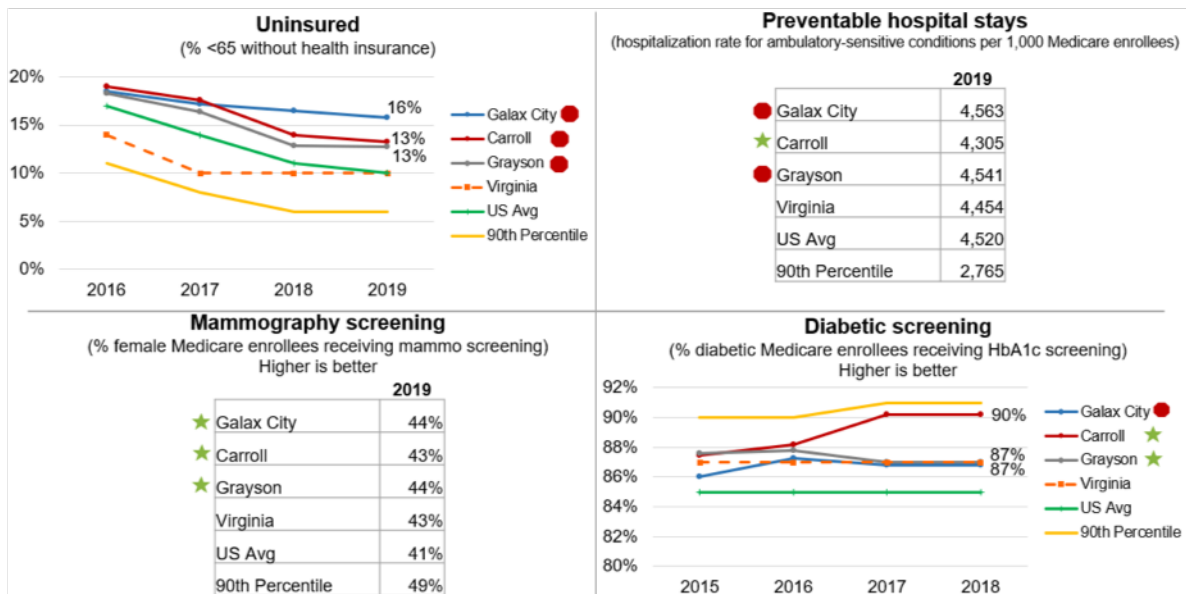 Uninsured
(% <65 without health insurance)
20%
15%
10%
5%
0%
2016 2017 2018 2019
16%
13%
13%
Galax City
Carroll
Grayson
Virginia
US Avg
90th Percentile
Preventable hospital stays
(hospitalization rate for ambulatory-sensitive conditions per 1,000 Medicare enrollees)
2019
Galax City 4,563
Carroll 4,305
Grayson 4,541
Virginia 4,454
US Avg 4,520
90th Percentile 2,765
Mammography screening
(% female Medicare enrollees receiving mammo screening)
Higher is better
2019
Galax City 44%
Carroll 43%
Grayson 44%
Virginia 43%
US Avg 41%
90th Percentile 49%
Diabetic screening
(% diabetic Medicare enrollees receiving HbA1c screening)
Higher is better
92%
90%
88%
86%
84%
82%
80%
2015 2016 2017 2018
90%
87%
87%
Galax City
Carroll
Grayson
Virginia
US Avg
90th Percentile